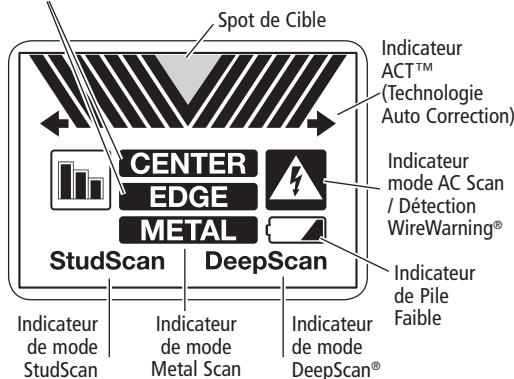 Spot de Cible
Indicateur
ACT™
(Technologie
Auto Correction)
CENTER
EDGE
METAL
StudScan
DeepScan
Indicateur
mode AC Scan
/ Détection
WireWarning®
Indicateur
de Pile
Faible
Indicateur
de mode
StudScan
Indicateur
de mode
Metal Scan
Indicateur
de mode
DeepScan®